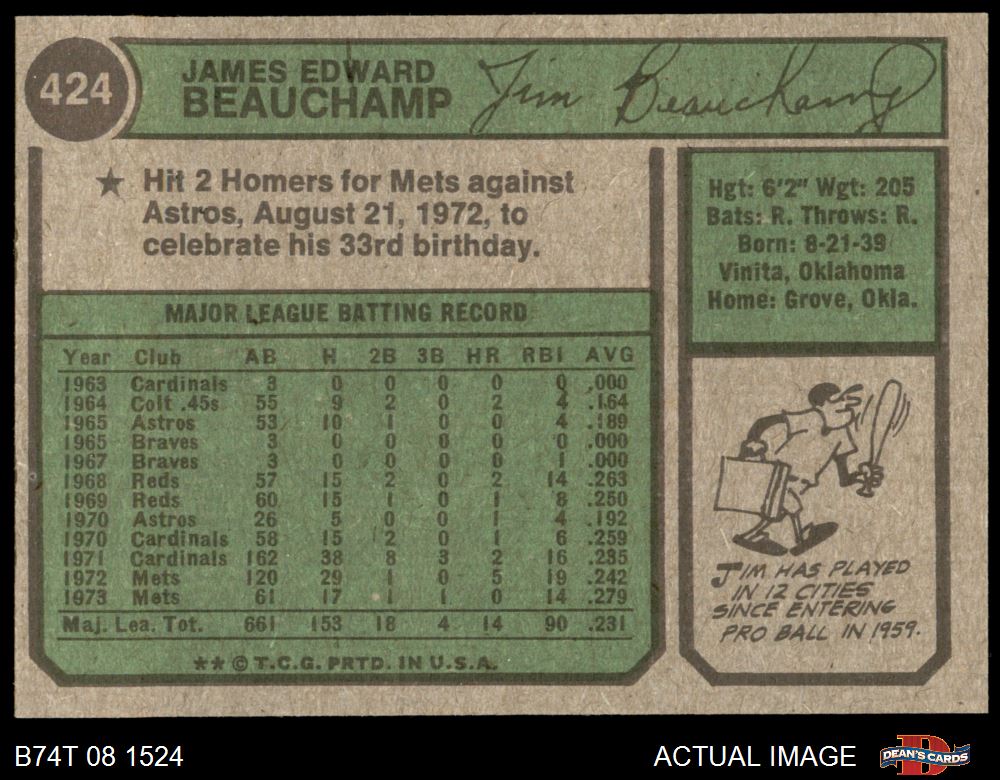 424
JAMES EDWARD
BEAUCHAMP
Jim Beauchamp
★ Hit 2 Homers for Mets against
Astros, August 21, 1972, to
celebrate his 33rd birthday.
Hgt: 6'2" Wgt: 205
Bats: R. Throws: R.
Born: 8-21-39
Vinita, Oklahoma
Home: Grove, Okla.
MAJOR LEAGUE BATTING RECORD
Year Club AB H 2B 3B HR RBI AVG
1963 Cardinals 3 0 0 0 0 0 .000
1964 Colt .45s 55 9 2 0 2 4 .164
1965 Astros 53 10 1 0 0 4 .189
1965 Braves 3 0 0 0 0 0 .000
1967 Braves 3 0 0 0 0 1 .000
1968 Reds 57 15 2 0 2 14 .263
1969 Reds 60 15 1 0 1 8 .250
1970 Astros 26 5 0 0 1 4 .192
1970 Cardinals 58 15 2 0 1 6 .259
1971 Cardinals 162 38 8 3 2 16 .235
1972 Mets 120 29 1 0 5 19 .242
1973 Mets 61 17 1 1 0 14 .279
Maj. Lea. Tot. 661 153 18 4 14 90 .231
** © T.C.G. PRTD. IN U.S.A.
JIM HAS PLAYED
IN 12 CITIES
SINCE ENTERING
PRO BALL IN 1959.
B74T 08 1524
ACTUAL IMAGE
DEAN'S CARDS